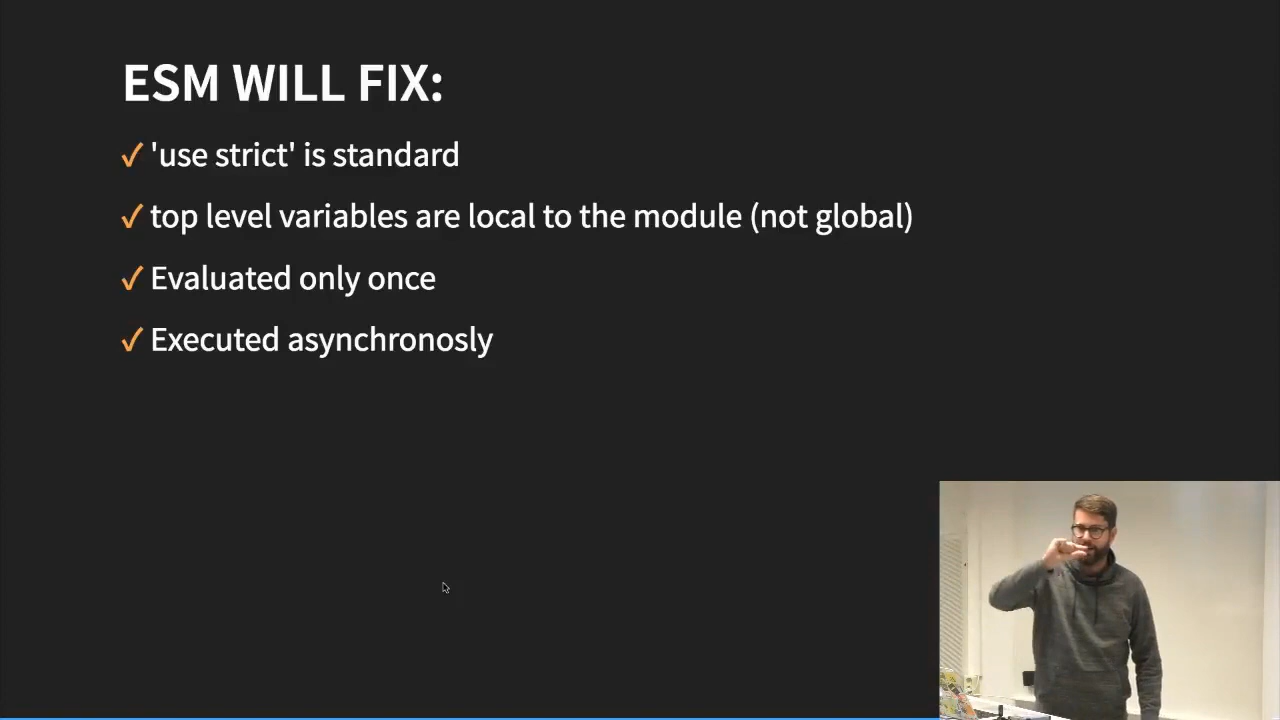 ESM WILL FIX:
✓ 'use strict' is standard
✓ top level variables are local to the module (not global)
✓ Evaluated only once
✓ Executed asynchronosly